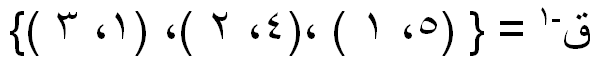 ق⁻¹ = { (٥، ١ ) ،(٤، ٢ )، (١، ٣ )}